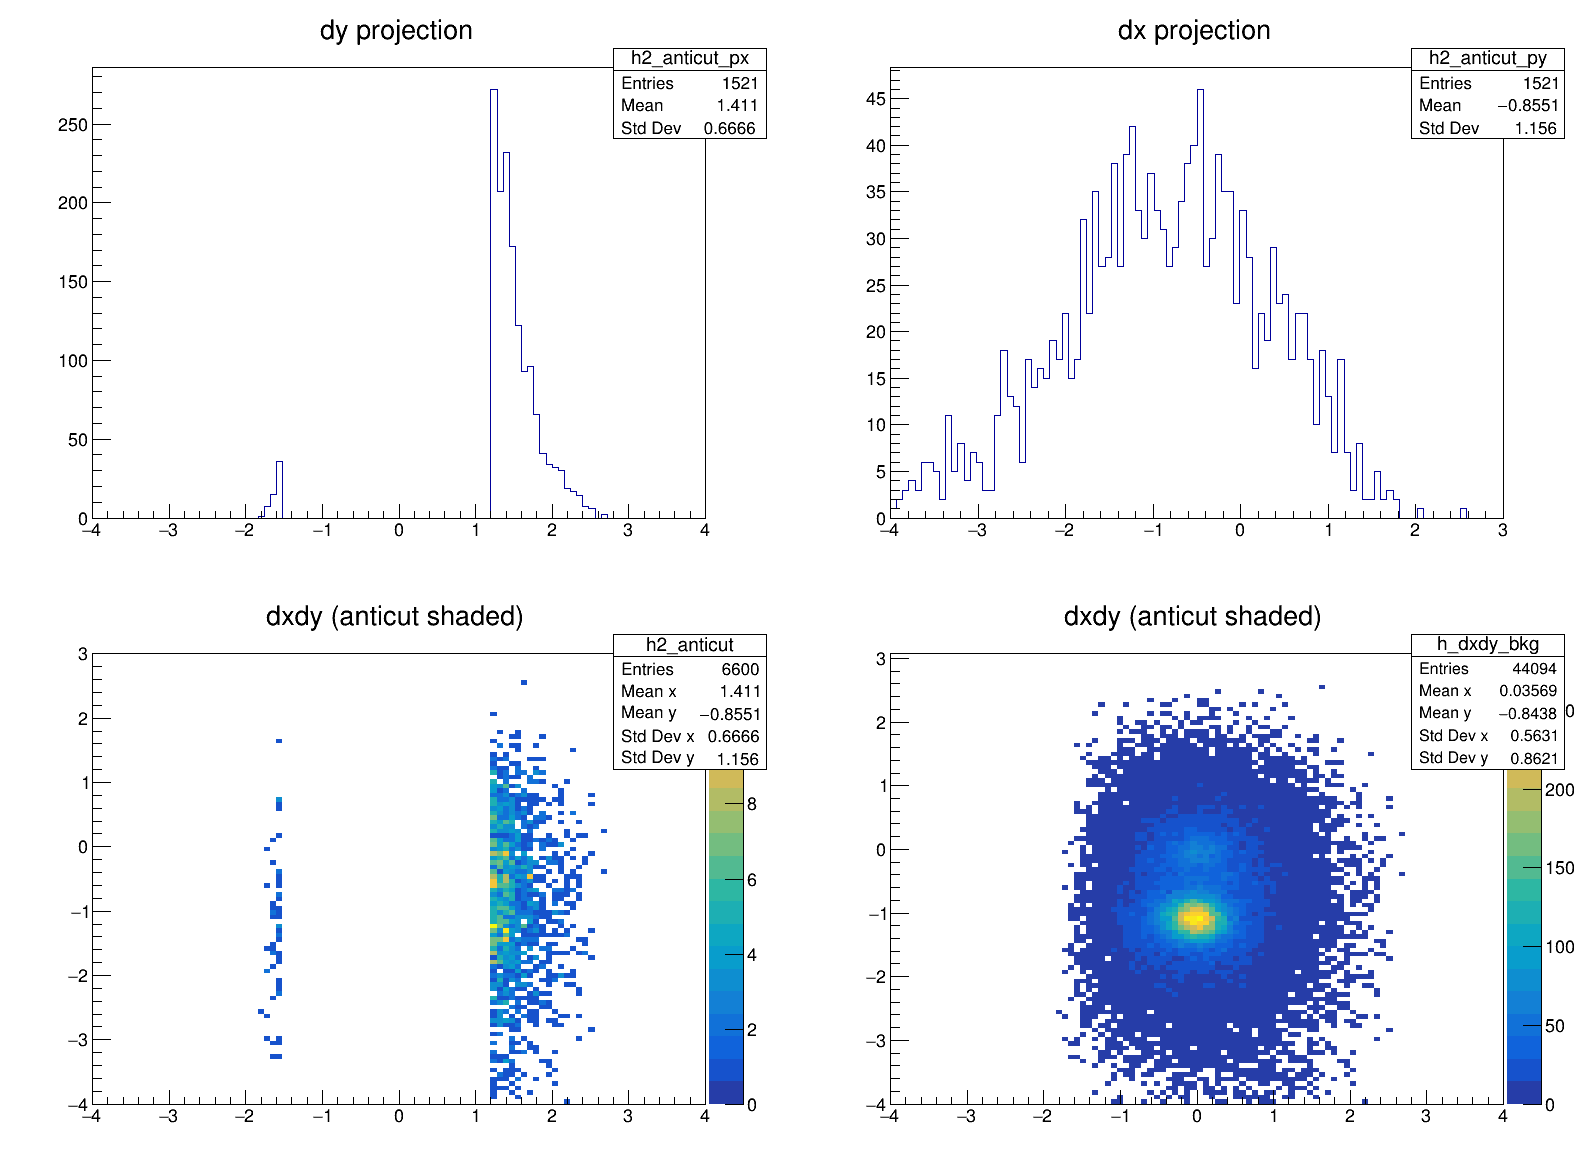 dy projection
h2_anticut_px
Entries 1521
Mean 1.411
Std Dev 0.6666
250
200
150
100
50
0
−4 −3 −2 −1 0 1 2 3 4
dx projection
h2_anticut_py
Entries 1521
Mean −0.8551
Std Dev 1.156
45
40
35
30
25
20
15
10
5
0
−4 −3 −2 −1 0 1 2 3
dxdy (anticut shaded)
h2_anticut
Entries 6600
Mean x 1.411
Mean y −0.8551
Std Dev x 0.6666
Std Dev y 1.156
3
2
1
0
−1
−2
−3
−4
−4 −3 −2 −1 0 1 2 3 4
8
6
4
2
0
dxdy (anticut shaded)
h_dxdy_bkg
Entries 44094
Mean x 0.03569
Mean y −0.8438
Std Dev x 0.5631
Std Dev y 0.8621
3
2
1
0
−1
−2
−3
−4
−4 −3 −2 −1 0 1 2 3 4
0
200
150
100
50
0